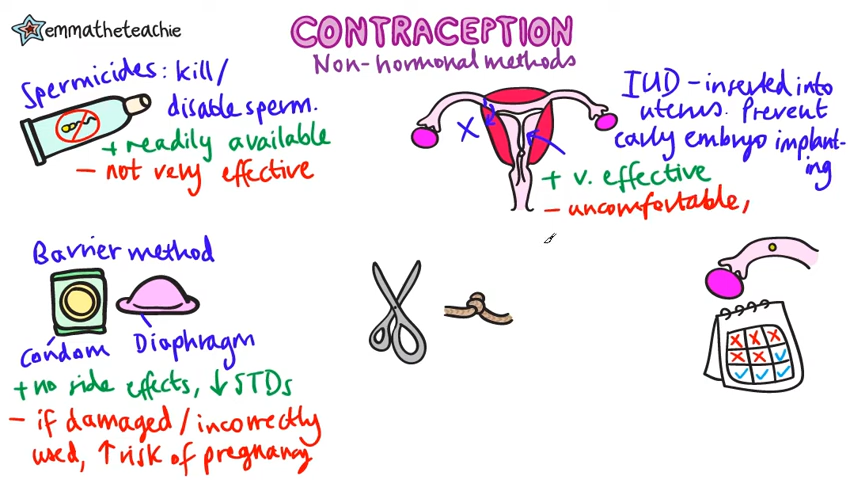 emmatheteachie
CONTRACEPTION
Non-hormonal methods
Spermicides: kill/
disable sperm.
+ readily available
- not very effective
IUD - inserted into
uterus. Prevent
early embryo implant-
ing
X
+ v. effective
- uncomfortable,
Barrier method
Condom Diaphragm
+ no side effects, ↓ STDs
- if damaged/incorrectly
used, ↑ risk of pregnancy